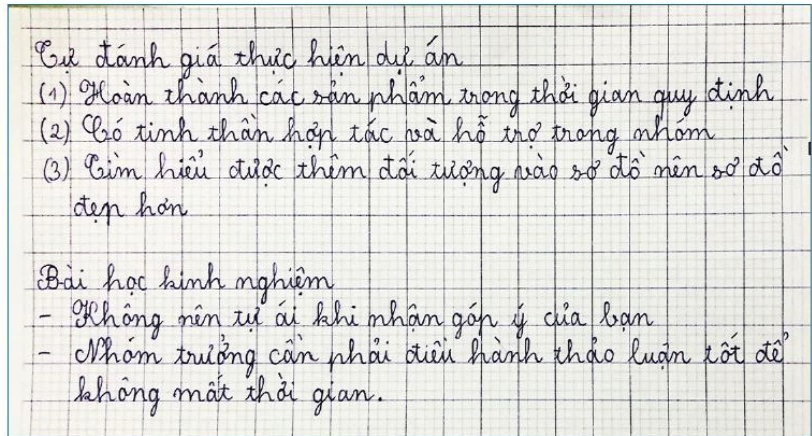 Tự đánh giá thực hiện dự án
(1) Hoàn thành các sản phẩm trong thời gian quy định
(2) Có tinh thần hợp tác và hỗ trợ trong nhóm
(3) Tìm hiểu được thêm đối tượng vào sơ đồ nên sơ đồ
đẹp hơn
Bài học kinh nghiệm
- Không nên tự ái khi nhận góp ý của bạn
- Nhóm trưởng cần phải điều hành thảo luận tốt để
không mất thời gian.